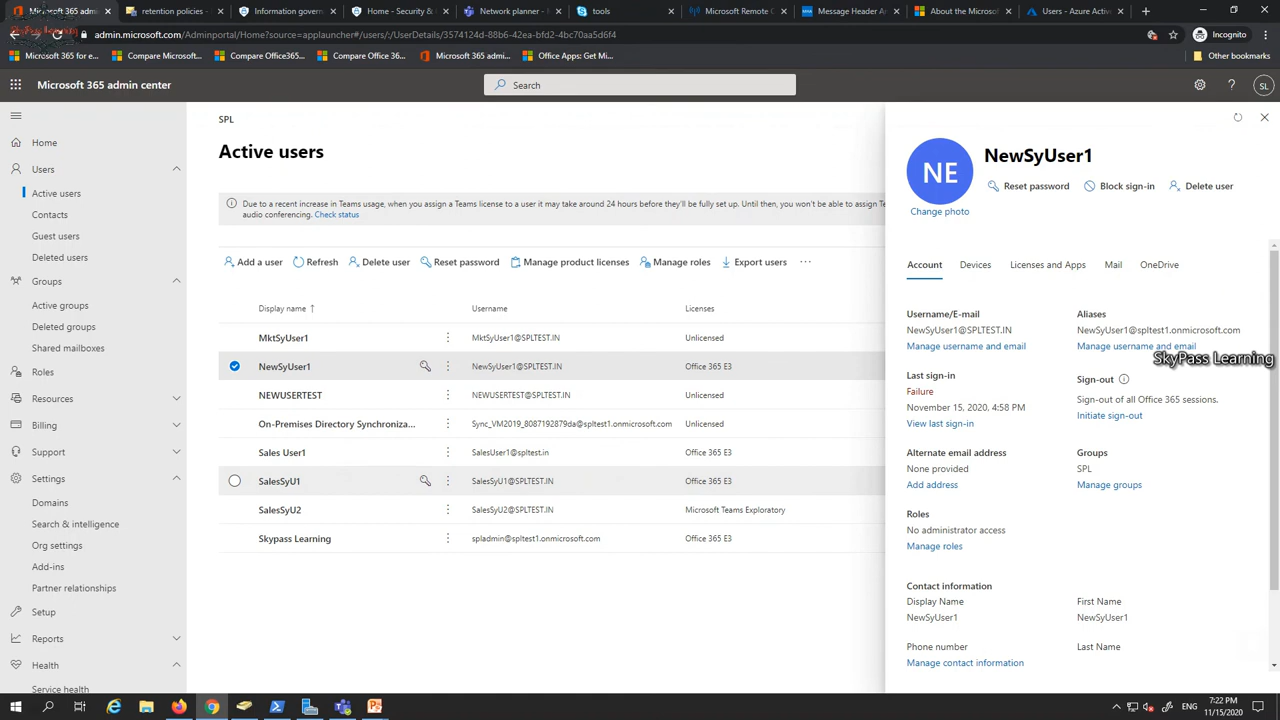 Microsoft 365 admin
retention policies -
Information govern
Home - Security &
Network planner -
tools
Microsoft Remote C
Message Header A
About the Microsof
Users - Azure Activ
SkyPass Learning
admin.microsoft.com/Adminportal/Home?source=applauncher#/users/:/UserDetails/3574124d-88b6-42ea-bfd2-4bc70aa5d6f4
Incognito
Microsoft 365 for e...
Compare Microsoft...
Compare Office365...
Compare Office 36...
Microsoft 365 admi...
Office Apps: Get Mi...
Other bookmarks
Microsoft 365 admin center
Search
SL
Home
Users
Active users
Contacts
Guest users
Deleted users
Groups
Active groups
Deleted groups
Shared mailboxes
Roles
Resources
Billing
Support
Settings
Domains
Search & intelligence
Org settings
Add-ins
Partner relationships
Setup
Reports
Health
Service health
SPL
Active users
Due to a recent increase in Teams usage, when you assign a Teams license to a user it may take around 24 hours before they'll be fully set up. Until then, you won't be able to assign Te
audio conferencing. Check status
Add a user Refresh Delete user Reset password Manage product licenses Manage roles Export users ...
Display name ↑ Username Licenses
MktSyUser1 MktSyUser1@SPLTEST.IN Unlicensed
NewSyUser1 NewSyUser1@SPLTEST.IN Office 365 E3
NEWUSERTEST NEWUSERTEST@SPLTEST.IN Unlicensed
On-Premises Directory Synchroniza... Sync_VM2019_8087192879da@spltest1.onmicrosoft.com Unlicensed
Sales User1 SalesUser1@spltest.in Office 365 E3
SalesSyU1 SalesSyU1@SPLTEST.IN Office 365 E3
SalesSyU2 SalesSyU2@SPLTEST.IN Microsoft Teams Exploratory
Skypass Learning spladmin@spltest1.onmicrosoft.com Office 365 E3
NE
NewSyUser1
Reset password Block sign-in Delete user
Change photo
Account Devices Licenses and Apps Mail OneDrive
Username/E-mail
NewSyUser1@SPLTEST.IN
Manage username and email
Aliases
NewSyUser1@spltest1.onmicrosoft.com
Manage username and email
SkyPass Learning
Last sign-in
Failure
November 15, 2020, 4:58 PM
View last sign-in
Sign-out
Sign-out of all Office 365 sessions.
Initiate sign-out
Alternate email address
None provided
Add address
Groups
SPL
Manage groups
Roles
No administrator access
Manage roles
Contact information
Display Name
NewSyUser1
First Name
NewSyUser1
Phone number
Last Name
Manage contact information
ENG
7:22 PM
11/15/2020